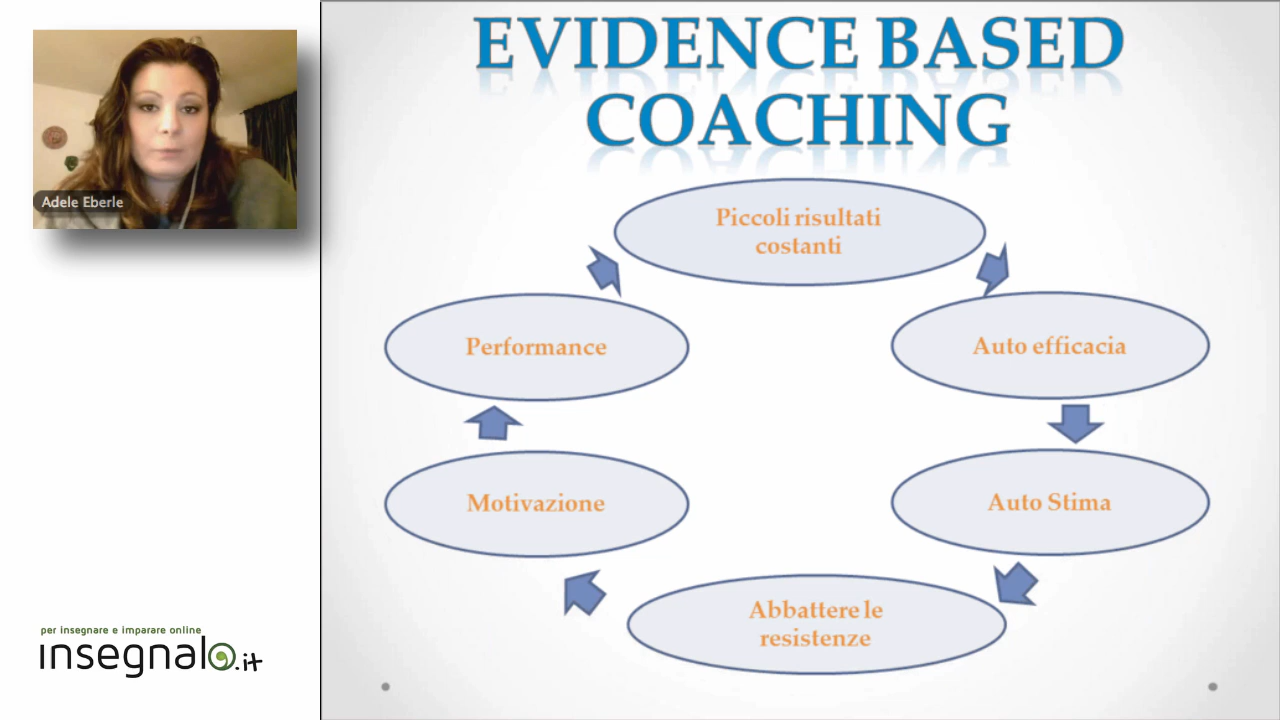 Adele Eberle
EVIDENCE BASED
COACHING
Piccoli risultati
costanti
Performance
Auto efficacia
Motivazione
Auto Stima
Abbattere le
resistenze
per insegnare e imparare online
insegnalo.it